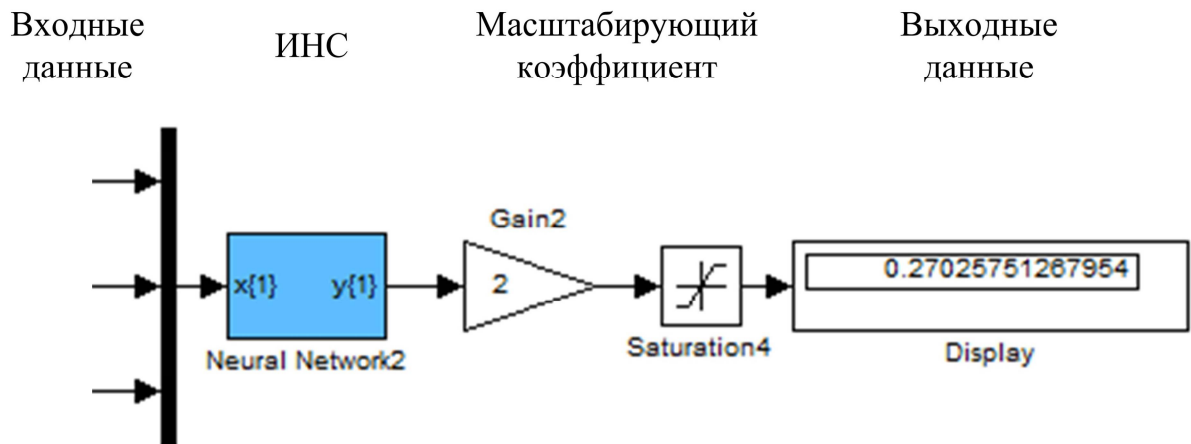 Входные
данные
ИНС
Масштабирующий
коэффициент
Выходные
данные
Gain2
x{1}
y{1}
2
0.27025751267954
Neural Network2
Saturation4
Display